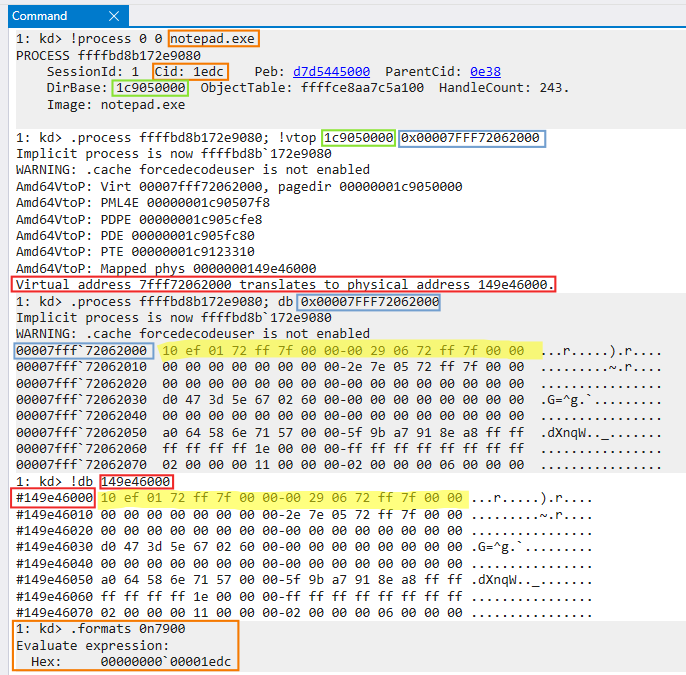 Command
1: kd> !process 0 0 notepad.exe
PROCESS ffffbd8b172e9080
    SessionId: 1  Cid: 1edc    Peb: d7d5445000  ParentCid: 0e38
    DirBase: 1c9050000  ObjectTable: ffffce8aa7c5a100  HandleCount: 243.
    Image: notepad.exe
1: kd> .process ffffbd8b172e9080; !vtop 1c9050000 0x00007FFF72062000
Implicit process is now ffffbd8b`172e9080
WARNING: .cache forcedecodeuser is not enabled
Amd64VtoP: Virt 00007fff72062000, pagedir 00000001c9050000
Amd64VtoP: PML4E 00000001c90507f8
Amd64VtoP: PDPE 00000001c905cfe8
Amd64VtoP: PDE 00000001c905fc80
Amd64VtoP: PTE 00000001c9123310
Amd64VtoP: Mapped phys 0000000149e46000
Virtual address 7fff72062000 translates to physical address 149e46000.
1: kd> .process ffffbd8b172e9080; db 0x00007FFF72062000
Implicit process is now ffffbd8b`172e9080
WARNING: .cache forcedecodeuser is not enabled
00007fff`72062000  10 ef 01 72 ff 7f 00 00-00 29 06 72 ff 7f 00 00  ...r.....).r....
00007fff`72062010  00 00 00 00 00 00 00 00-2e 7e 05 72 ff 7f 00 00  .........~.r....
00007fff`72062020  00 00 00 00 00 00 00 00-00 00 00 00 00 00 00 00  ................
00007fff`72062030  d0 47 3d 5e 67 02 60 00-00 00 00 00 00 00 00 00  .G=^g.`.........
00007fff`72062040  00 00 00 00 00 00 00 00-00 00 00 00 00 00 00 00  ................
00007fff`72062050  a0 64 58 6e 71 57 00 00-5f 9b a7 91 8e a8 ff ff  .dXnqW.._.......
00007fff`72062060  ff ff ff ff 1e 00 00 00-ff ff ff ff ff ff ff ff  ................
00007fff`72062070  02 00 00 00 11 00 00 00-02 00 00 00 06 00 00 00  ................
1: kd> !db 149e46000
#149e46000 10 ef 01 72 ff 7f 00 00-00 29 06 72 ff 7f 00 00 ...r.....).r....
#149e46010 00 00 00 00 00 00 00 00-2e 7e 05 72 ff 7f 00 00 .........~.r....
#149e46020 00 00 00 00 00 00 00 00-00 00 00 00 00 00 00 00 ................
#149e46030 d0 47 3d 5e 67 02 60 00-00 00 00 00 00 00 00 00 .G=^g.`.........
#149e46040 00 00 00 00 00 00 00 00-00 00 00 00 00 00 00 00 ................
#149e46050 a0 64 58 6e 71 57 00 00-5f 9b a7 91 8e a8 ff ff .dXnqW.._.......
#149e46060 ff ff ff ff 1e 00 00 00-ff ff ff ff ff ff ff ff ................
#149e46070 02 00 00 00 11 00 00 00-02 00 00 00 06 00 00 00 ................
1: kd> .formats 0n7900
Evaluate expression:
  Hex:     00000000`00001edc